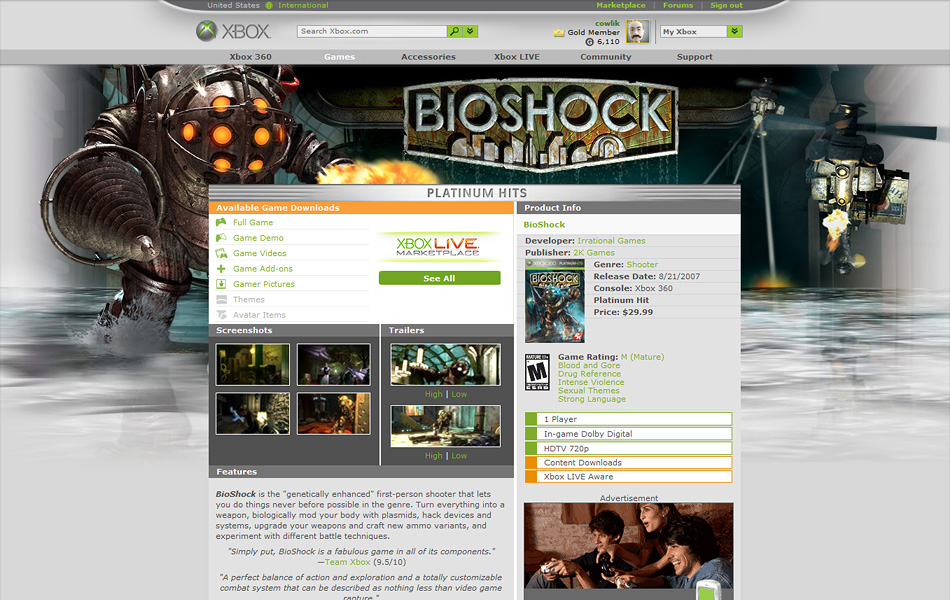 United States International
Marketplace | Forums | Sign out
XBOX
Search Xbox.com
cowlik
Gold Member
G 6,110
My Xbox
Xbox 360 Games Accessories Xbox LIVE Community Support
BIOSHOCK
PLATINUM HITS
Available Game Downloads
Full Game
Game Demo
Game Videos
Game Add-ons
Gamer Pictures
Themes
Avatar Items
XBOX LIVE
MARKETPLACE
See All
Screenshots
Trailers
High | Low
High | Low
Features
BioShock is the "genetically enhanced" first-person shooter that lets
you do things never before possible in the genre. Turn everything into a
weapon, biologically mod your body with plasmids, hack devices and
systems, upgrade your weapons and craft new ammo variants, and
experiment with different battle techniques.
"Simply put, BioShock is a fabulous game in all of its components."
—Team Xbox (9.5/10)
"A perfect balance of action and exploration and a totally customizable
combat system that can be described as nothing less than video game
rapture."
Product Info
BioShock
Developer: Irrational Games
Publisher: 2K Games
BIOSHOCK
Genre: Shooter
Release Date: 8/21/2007
Console: Xbox 360
Platinum Hit
Price: $29.99
MATURE 17+
M
ESRB
Game Rating: M (Mature)
Blood and Gore
Drug Reference
Intense Violence
Sexual Themes
Strong Language
1 Player
In-game Dolby Digital
HDTV 720p
Content Downloads
Xbox LIVE Aware
Advertisement